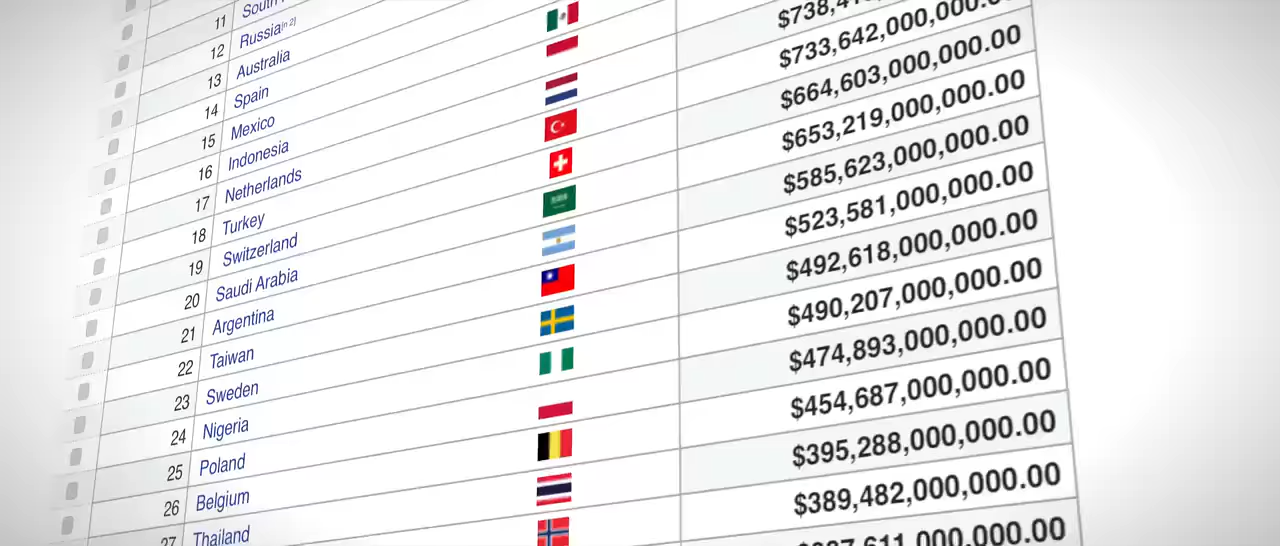 11
12 Russia[n 2]
13 Australia
14 Spain
15 Mexico
16 Indonesia
17 Netherlands
18 Turkey $733,642,000,000.00
19 Switzerland $664,603,000,000.00
20 Saudi Arabia $653,219,000,000.00
21 Argentina $585,623,000,000.00
22 Taiwan $523,581,000,000.00
23 Sweden $492,618,000,000.00
24 Nigeria $490,207,000,000.00
25 Poland $474,893,000,000.00
26 Belgium $454,687,000,000.00
27 Thailand $395,288,000,000.00
$389,482,000,000.00